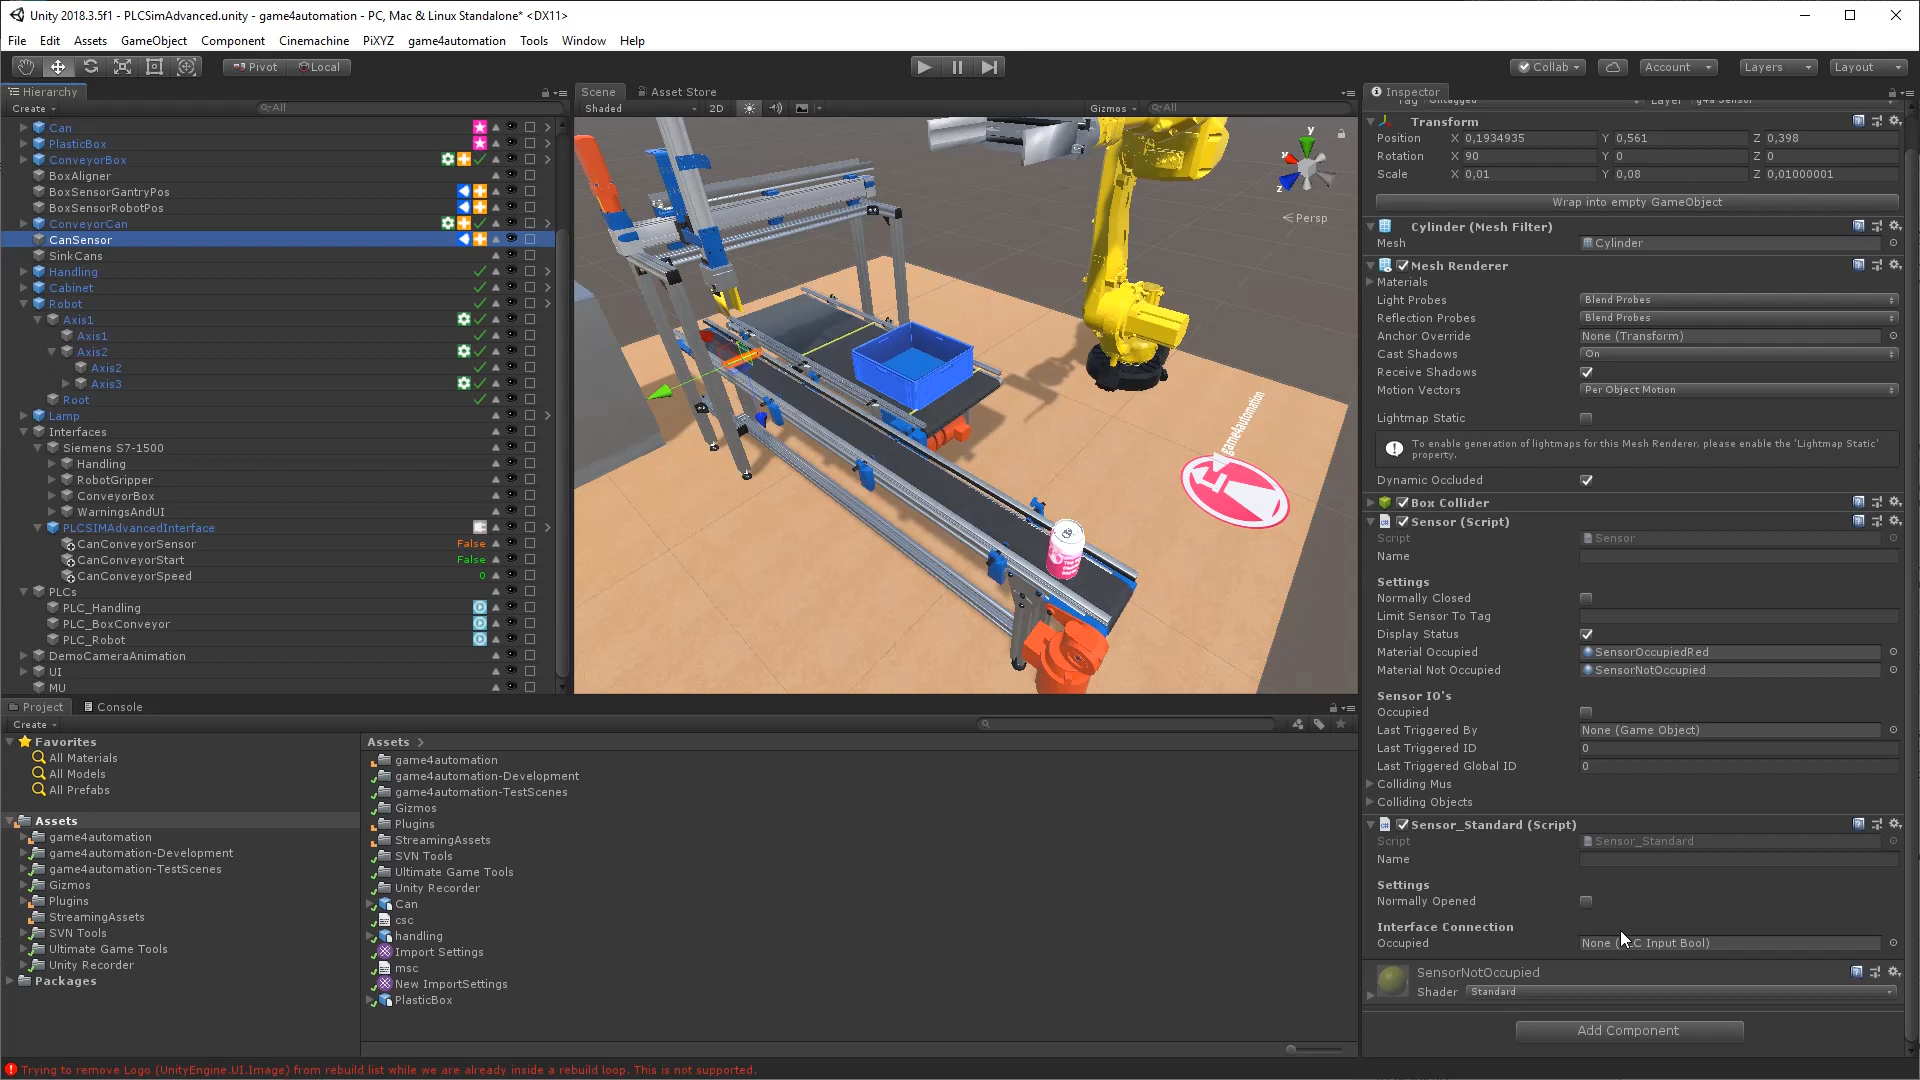 Unity 2018.3.5f1 - PLCSimAdvanced.unity - game4automation - PC, Mac & Linux Standalone* <DX11>
File Edit Assets GameObject Component Cinemachine PiXYZ game4automation Tools Window Help
Pivot Local Collab Account Layers Layout
Hierarchy
Create All
Can
PlasticBox
ConveyorBox
BoxAligner
BoxSensorGantryPos
BoxSensorRobotPos
ConveyorCan
CanSensor
SinkCans
Handling
Cabinet
Robot
Axis1
Axis1
Axis2
Axis2
Axis3
Root
Lamp
Interfaces
Siemens S7-1500
Handling
RobotGripper
ConveyorBox
WarningsAndUI
PLCSIMAdvancedInterface
CanConveyorSensor False
CanConveyorStart False
CanConveyorSpeed 0
PLCs
PLC_Handling
PLC_BoxConveyor
PLC_Robot
DemoCameraAnimation
UI
MU
Scene Asset Store
Shaded 2D Gizmos All
y
x
z
Persp
game4automation
Inspector
Tag Untagged Layer g4a Sensor
Transform
Position X 0,1934935 Y 0,561 Z 0,398
Rotation X 90 Y 0 Z 0
Scale X 0,01 Y 0,08 Z 0,01000001
Wrap into empty GameObject
Cylinder (Mesh Filter)
Mesh Cylinder
Mesh Renderer
Materials
Light Probes Blend Probes
Reflection Probes Blend Probes
Anchor Override None (Transform)
Cast Shadows On
Receive Shadows
Motion Vectors Per Object Motion
Lightmap Static
To enable generation of lightmaps for this Mesh Renderer, please enable the 'Lightmap Static'
property.
Dynamic Occluded
Box Collider
Sensor (Script)
Script Sensor
Name
Settings
Normally Closed
Limit Sensor To Tag
Display Status
Material Occupied SensorOccupiedRed
Material Not Occupied SensorNotOccupied
Sensor IO's
Occupied
Last Triggered By None (Game Object)
Last Triggered ID 0
Last Triggered Global ID 0
Colliding Mus
Colliding Objects
Sensor_Standard (Script)
Script Sensor_Standard
Name
Settings
Normally Opened
Interface Connection
Occupied None ( C Input Bool)
SensorNotOccupied
Shader Standard
Add Component
Project Console
Create
Favorites
All Materials
All Models
All Prefabs
Assets
game4automation
game4automation-Development
game4automation-TestScenes
Gizmos
Plugins
StreamingAssets
SVN Tools
Ultimate Game Tools
Unity Recorder
Packages
Assets
game4automation
game4automation-Development
game4automation-TestScenes
Gizmos
Plugins
StreamingAssets
SVN Tools
Ultimate Game Tools
Unity Recorder
Can
csc
handling
Import Settings
msc
New ImportSettings
PlasticBox
Trying to remove Logo (UnityEngine.UI.Image) from rebuild list while we are already inside a rebuild loop. This is not supported.